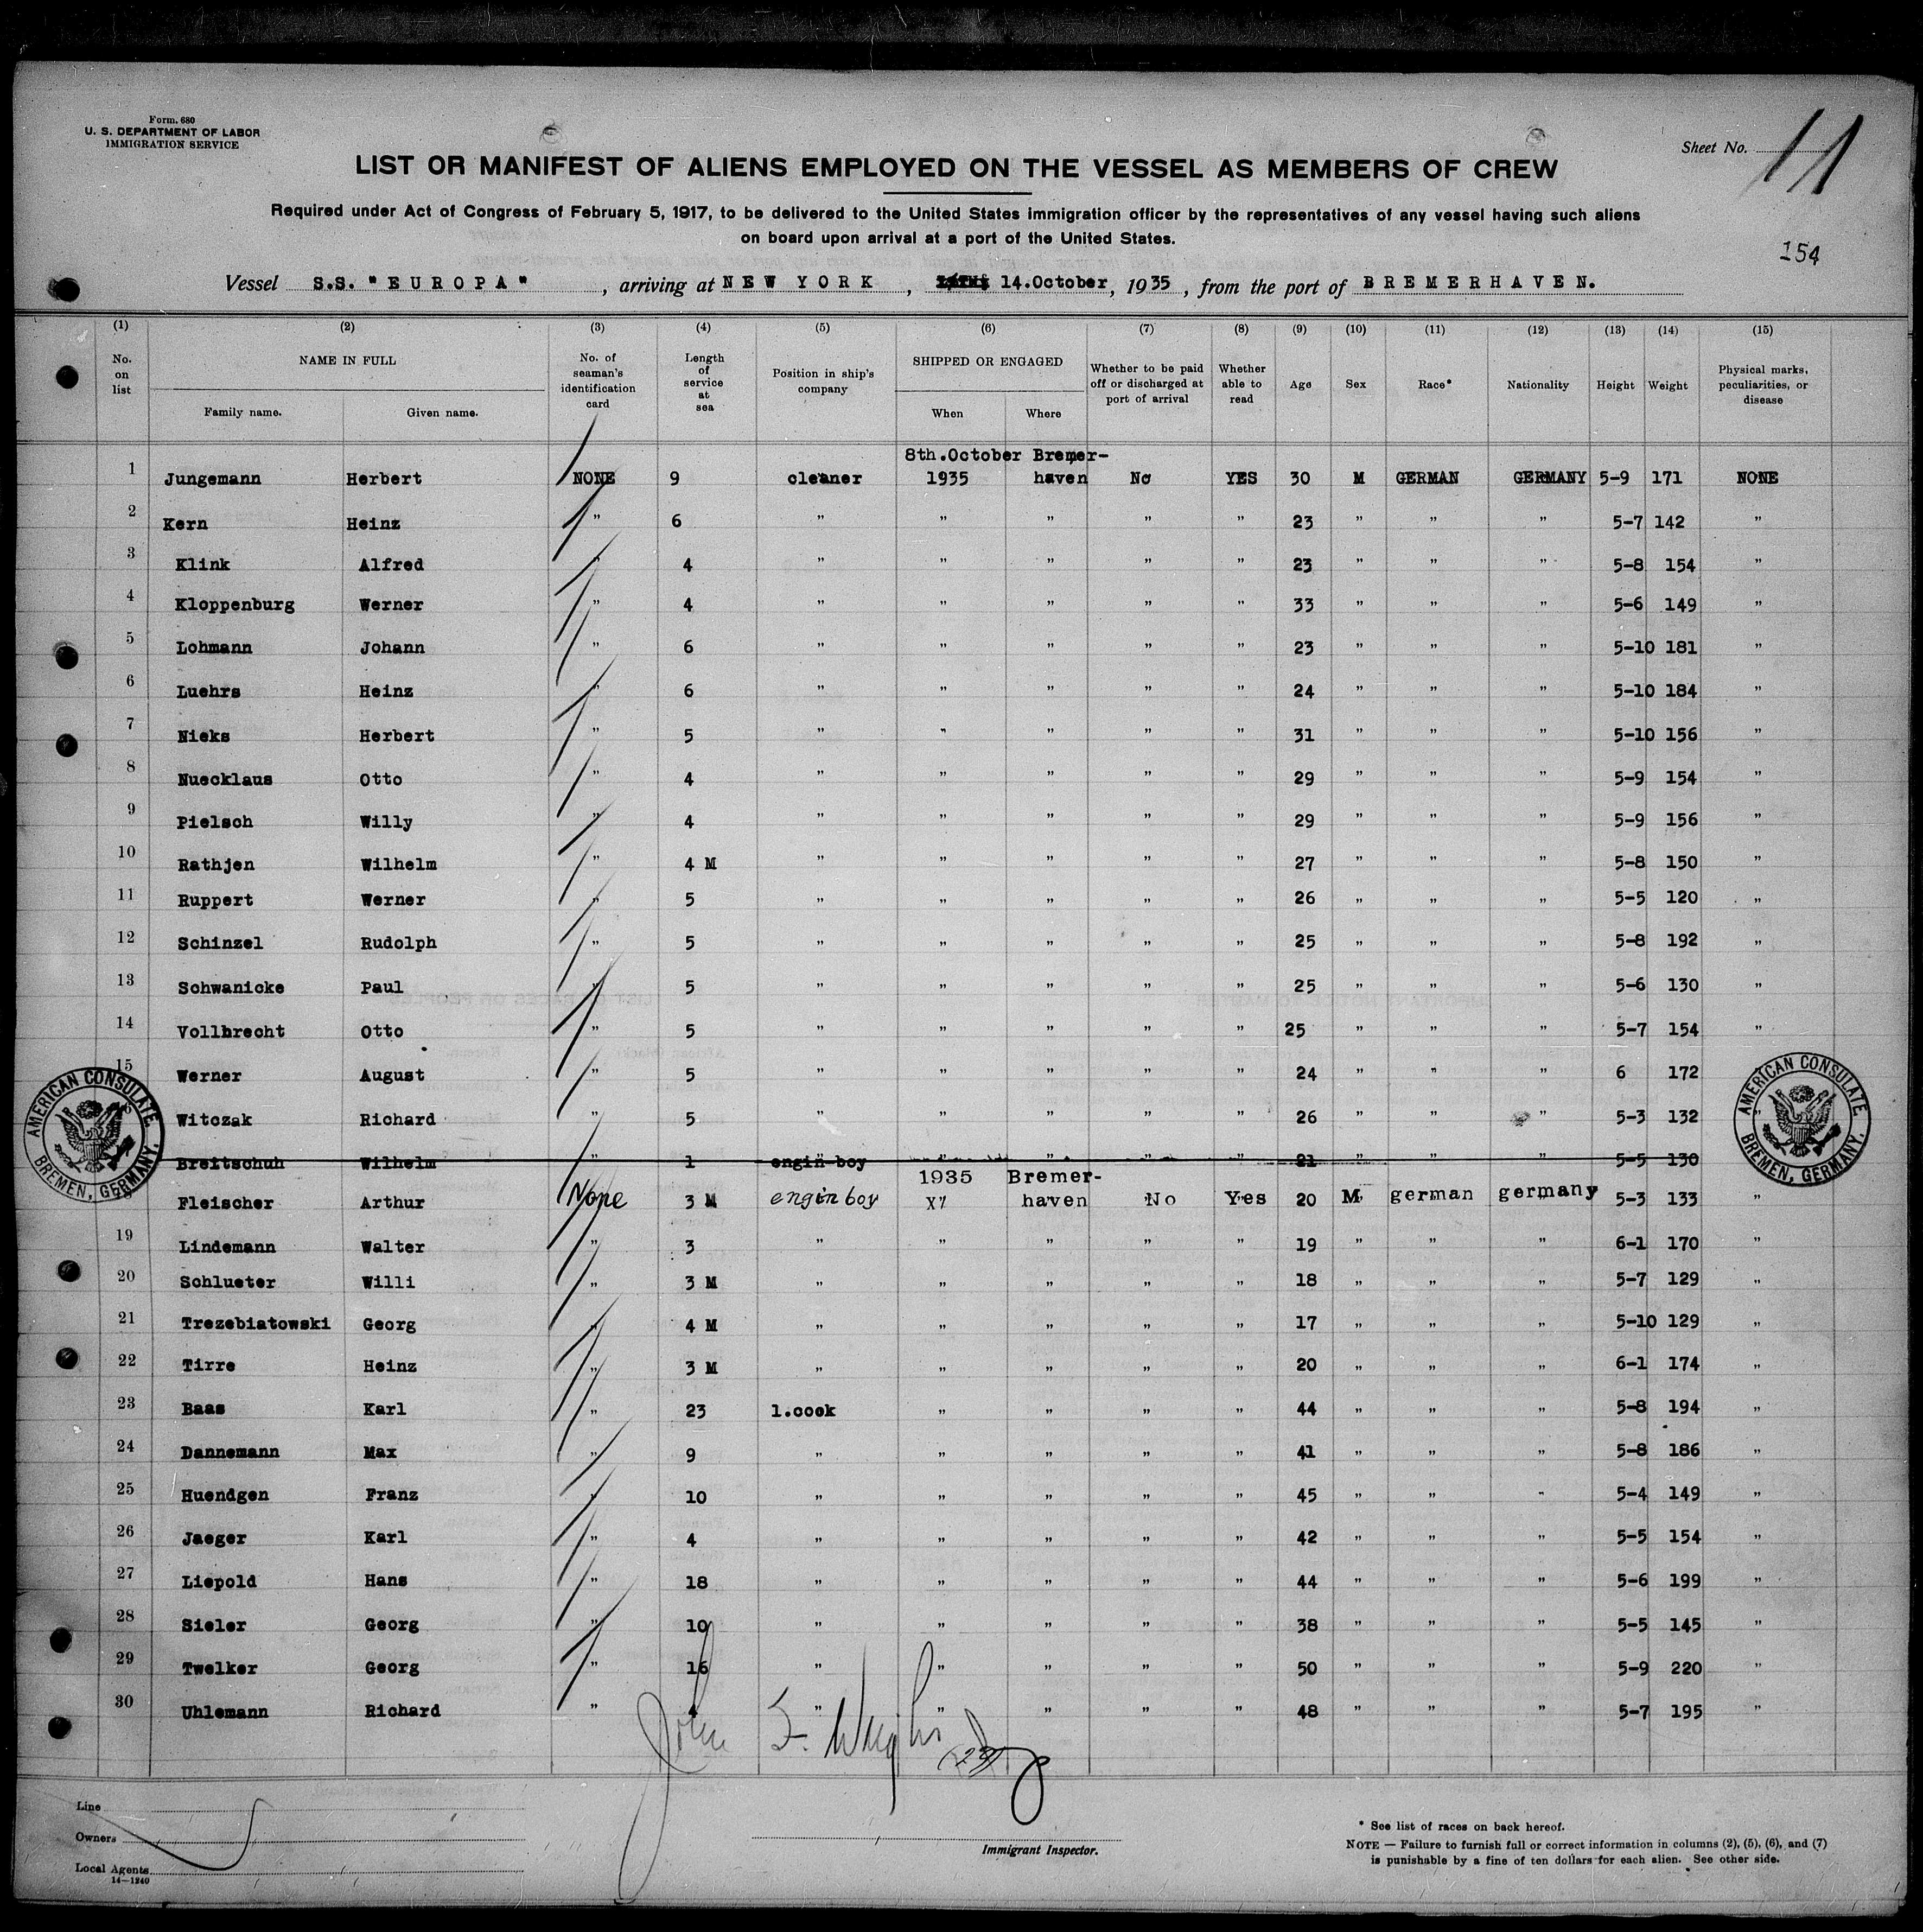 Form. 680
U. S. DEPARTMENT OF LABOR
IMMIGRATION SERVICE
Sheet No. 11
LIST OR MANIFEST OF ALIENS EMPLOYED ON THE VESSEL AS MEMBERS OF CREW
Required under Act of Congress of February 5, 1917, to be delivered to the United States immigration officer by the representatives of any vessel having such aliens
on board upon arrival at a port of the United States.
154
Vessel S.S. "EUROPA", arriving at NEW YORK, 14.October, 1935, from the port of BREMERHAVEN.
(1) (2) (3) (4) (5) (6) (7) (8) (9) (10) (11) (12) (13) (14) (15)
No. on list NAME IN FULL Family name. Given name. No. of seaman's identification card Length of service at sea Position in ship's company SHIPPED OR ENGAGED When Where Whether to be paid off or discharged at port of arrival Whether able to read Age Sex Race* Nationality Height Weight Physical marks, peculiarities, or disease
8th.October Bremer-
1 Jungemann Herbert NONE 9 cleaner 1935 haven No YES 30 M GERMAN GERMANY 5-9 171 NONE
2 Kern Heinz " 6 " " " " " 23 " " " 5-7 142 "
3 Klink Alfred " 4 " " " " " 23 " " " 5-8 154 "
4 Kloppenburg Werner " 4 " " " " " 33 " " " 5-6 149 "
5 Lohmann Johann " 6 " " " " " 23 " " " 5-10 181 "
6 Luehrs Heinz " 6 " " " " " 24 " " " 5-10 184 "
7 Nieks Herbert " 5 " " " " " 31 " " " 5-10 156 "
8 Nuecklaus Otto " 4 " " " " " 29 " " " 5-9 154 "
9 Pielsch Willy " 4 " " " " " 29 " " " 5-9 156 "
10 Rathjen Wilhelm " 4 M " " " " " 27 " " " 5-8 150 "
11 Ruppert Werner " 5 " " " " " 26 " " " 5-5 120 "
12 Schinzel Rudolph " 5 " " " " " 25 " " " 5-8 192 "
13 Schwanicke Paul " 5 " " " " " 25 " " " 5-6 130 "
14 Vollbrecht Otto " 5 " " " " " 25 " " " 5-7 154 "
15 Werner August " 5 " " " " " 24 " " " 6 172 "
Witczak Richard " 5 " " " " " 26 " " " 5-3 132 "
Breitschuh Wilhelm " 1 engin boy " " " " 21 " " " 5-5 130
1935 Bremer-
Fleischer Arthur None 3 M engin boy X7 haven No Yes 20 M german germany 5-3 133 "
19 Lindemann Walter " 3 " " " " " 19 " " " 6-1 170 "
20 Schlueter Willi " 3 M " " " " " 18 " " " 5-7 129 "
21 Trezebiatowski Georg " 4 M " " " " " 17 " " " 5-10 129 "
22 Tirre Heinz " 3 M " " " " " 20 " " " 6-1 174 "
23 Baas Karl " 23 1.cook " " " " 44 " " " 5-8 194 "
24 Dannemann Max " 9 " " " " " 41 " " " 5-8 186 "
25 Huendgen Franz " 10 " " " " " 45 " " " 5-4 149 "
26 Jaeger Karl " 4 " " " " " 42 " " " 5-5 154 "
27 Liepold Hans " 18 " " " " " 44 " " " 5-6 199 "
28 Sieler Georg " 10 " " " " " 38 " " " 5-5 145 "
29 Twelker Georg " 16 " " " " " 50 " " " 5-9 220 "
30 Uhlemann Richard " 4 " " " " " 48 " " " 5-7 195 "
AMERICAN CONSULATE BREMEN, GERMANY.
AMERICAN CONSULATE BREMEN, GERMANY.
John
(29)
Line
Owners
Local Agents
14—1240
Immigrant Inspector.
* See list of races on back hereof.
NOTE — Failure to furnish full or correct information in columns (2), (5), (6), and (7)
is punishable by a fine of ten dollars for each alien. See other side.